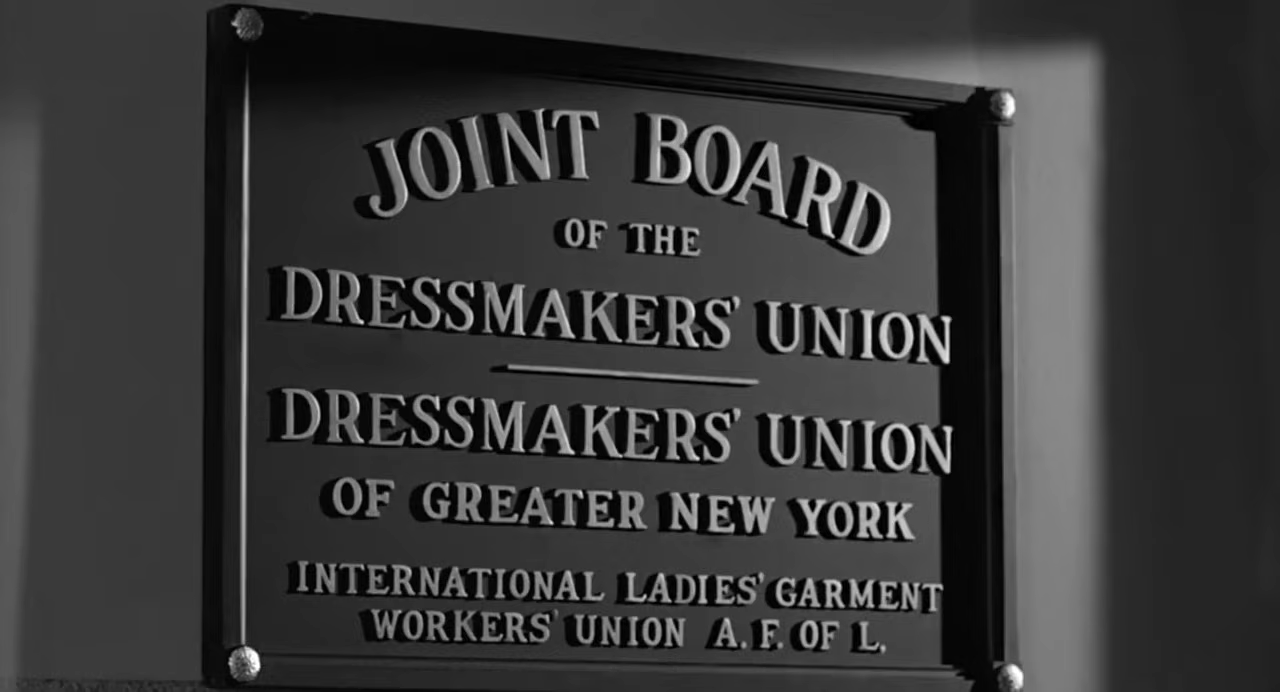 JOINT BOARD
OF THE
DRESSMAKERS' UNION
DRESSMAKERS' UNION
OF GREATER NEW YORK
INTERNATIONAL LADIES' GARMENT
WORKERS' UNION A. F. OF L.